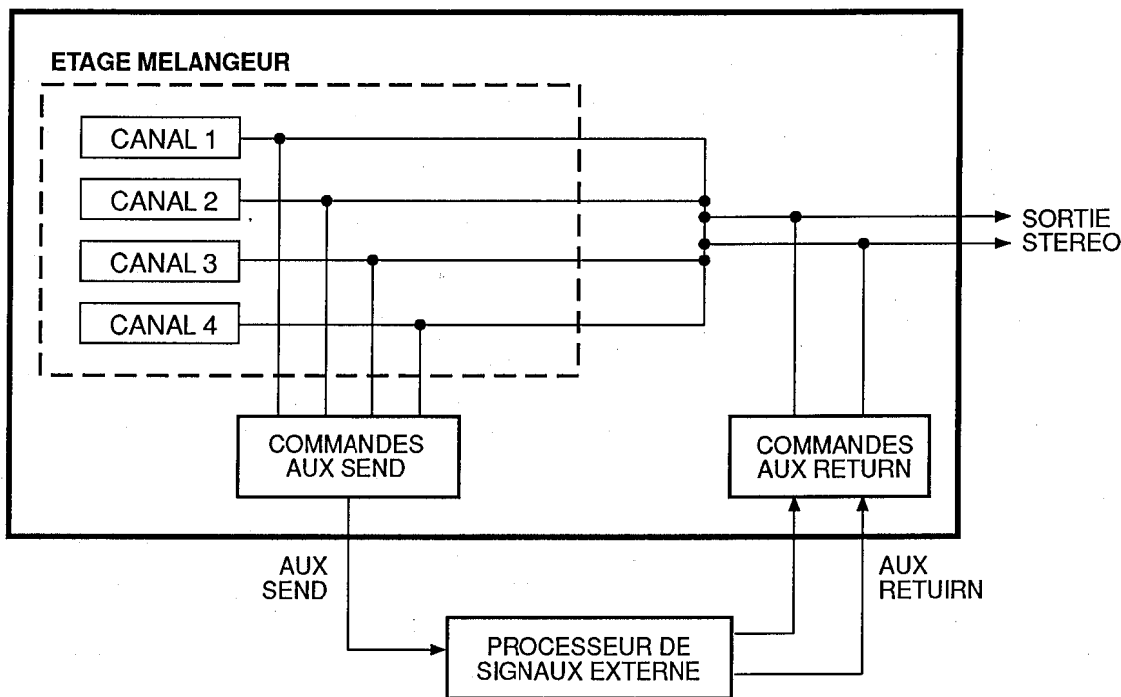 ETAGE MELANGEUR
CANAL 1
CANAL 2
CANAL 3
CANAL 4
SORTIE
STEREO
COMMANDES
AUX SEND
COMMANDES
AUX RETURN
AUX
SEND
AUX
RETUIRN
PROCESSEUR DE
SIGNAUX EXTERNE